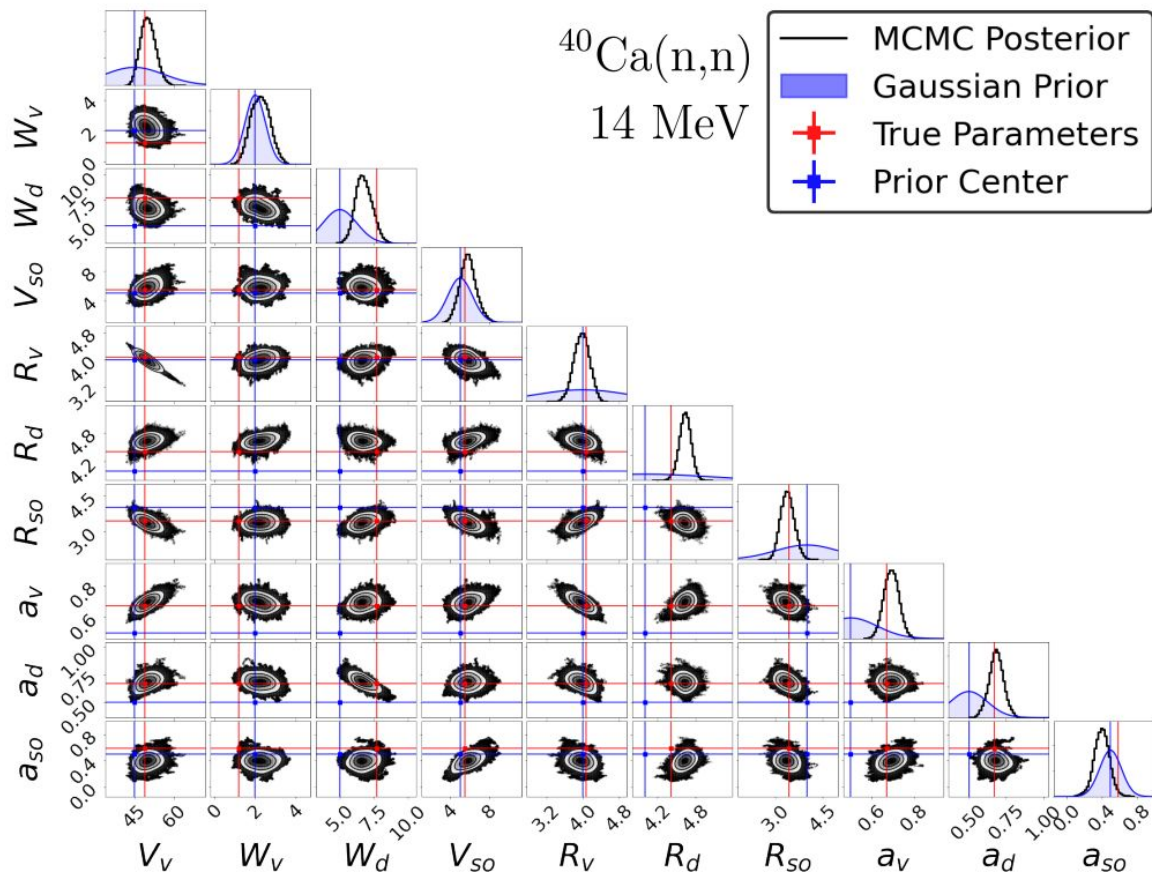 ⁴⁰Ca(n,n)
14 MeV
MCMC Posterior
Gaussian Prior
True Parameters
Prior Center
W_v
4
2
0
W_d
10.0
7.5
5.0
V_so
8
4
R_v
4.8
4.0
3.2
R_d
4.8
4.2
R_so
4.5
3.0
a_v
0.8
0.6
a_d
1.00
0.75
0.50
a_so
0.8
0.4
0.0
45 60
0 2 4
5.0 7.5 10.0
4 8
3.2 4.0 4.8
4.2 4.8
3.0 4.5
0.6 0.8
0.50 0.75 1.00
0.0 0.4 0.8
V_v W_v W_d V_so R_v R_d R_so a_v a_d a_so